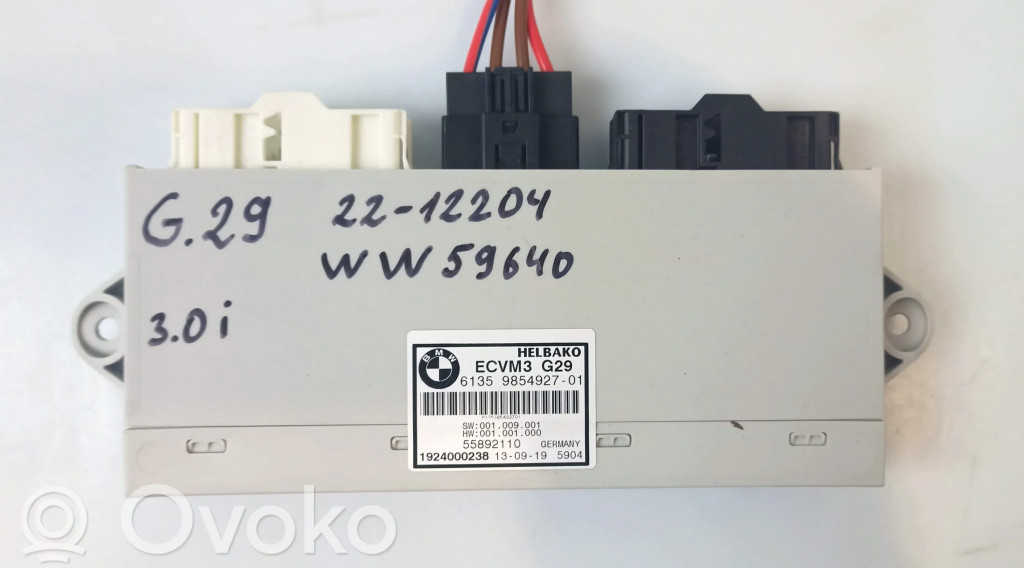 G.29 22-12204
WW59640
3.0i
BMW
HELBAKO
ECVM3 G29
6135 9854927-01
SW:001.009.001
HW:001.001.000
55892110 GERMANY
1924000238 13-09-19 5904
Ovoko